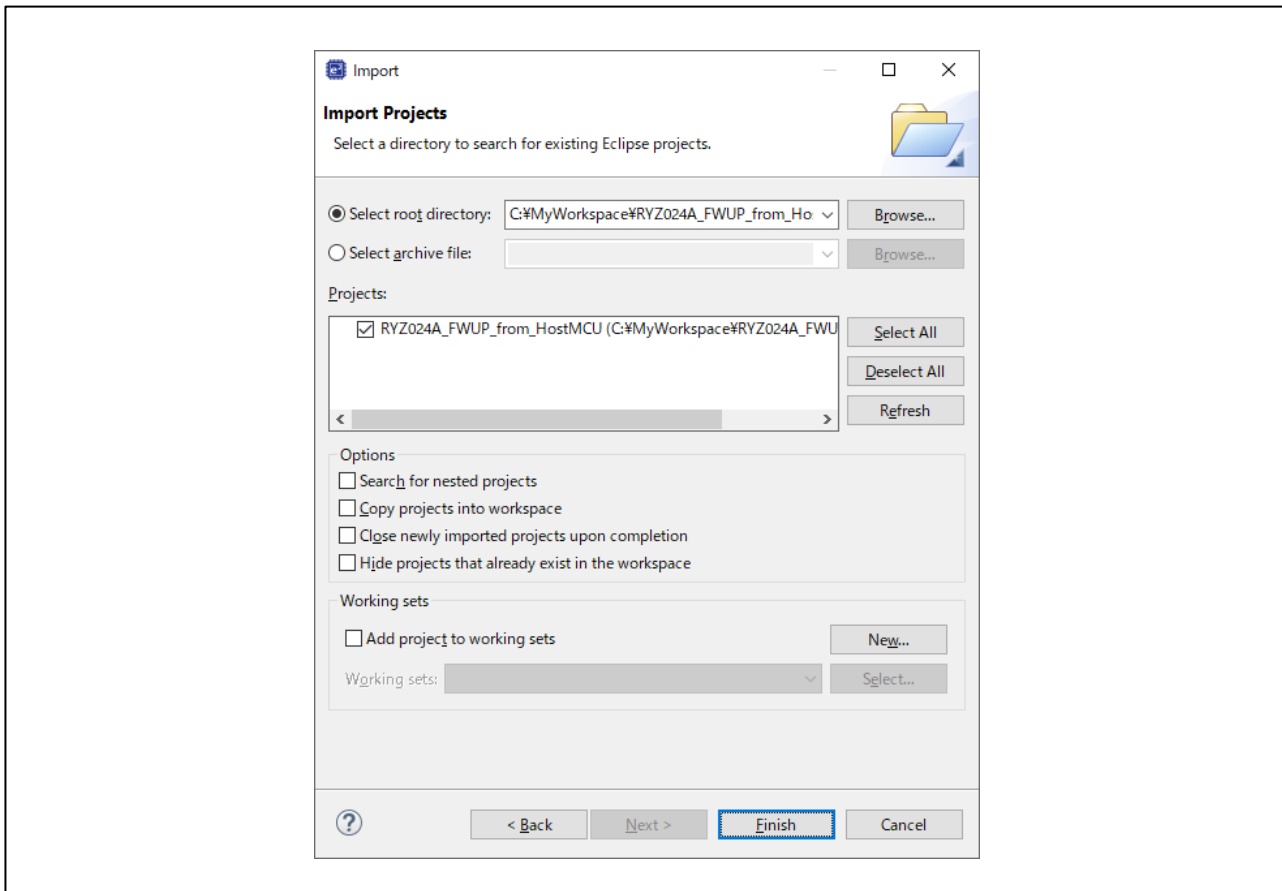 Import
Import Projects
Select a directory to search for existing Eclipse projects.
Select root directory: C:¥MyWorkspace¥RYZ024A_FWUP_from_Ho Browse...
Select archive file: Browse...
Projects:
RYZ024A_FWUP_from_HostMCU (C:¥MyWorkspace¥RYZ024A_FWU Select All
Deselect All
Refresh
Options
Search for nested projects
Copy projects into workspace
Close newly imported projects upon completion
Hide projects that already exist in the workspace
Working sets
Add project to working sets New...
Working sets: Select...
? < Back Next > Finish Cancel